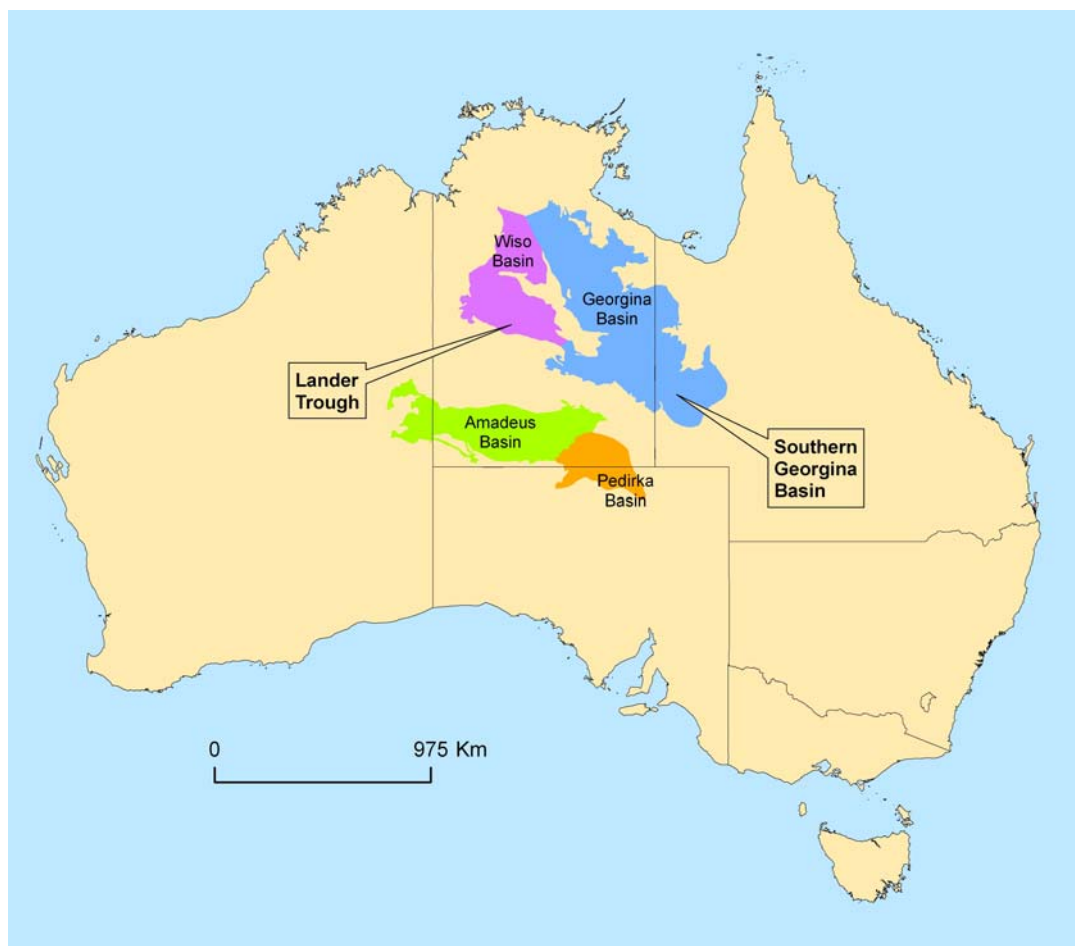 Wiso
Basin
Georgina
Basin
Lander
Trough
Amadeus
Basin
Southern
Georgina
Basin
Pedirka
Basin
0 975 Km